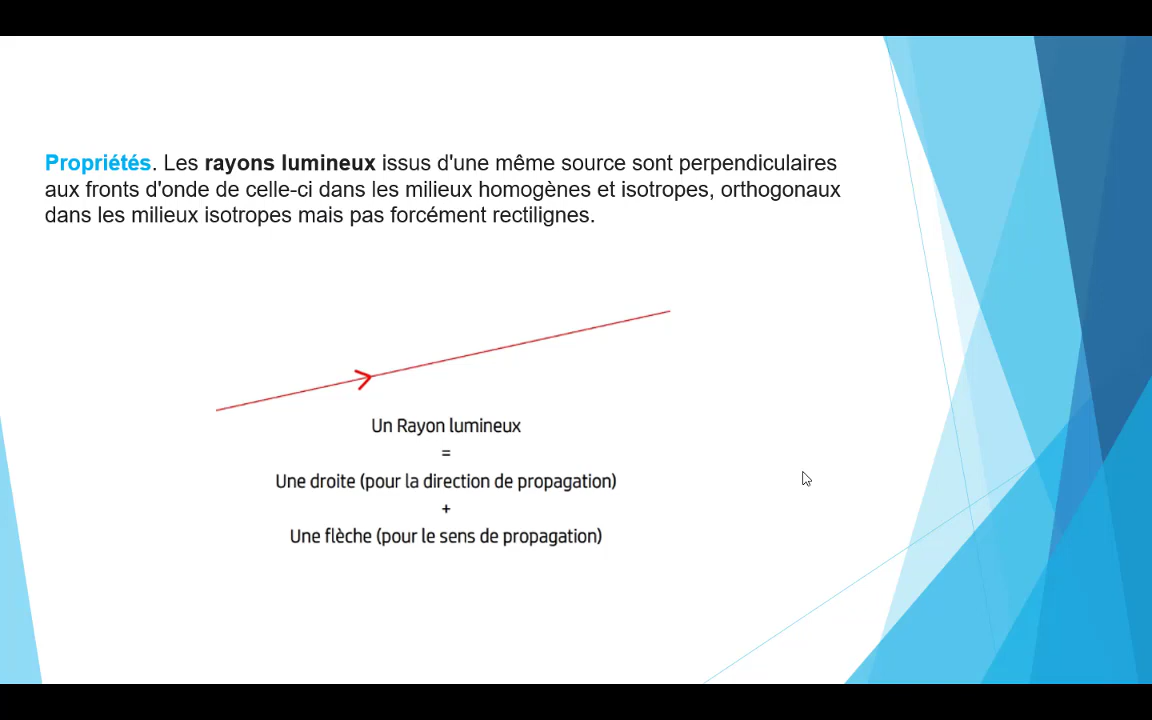 Propriétés. Les rayons lumineux issus d'une même source sont perpendiculaires
aux fronts d'onde de celle-ci dans les milieux homogènes et isotropes, orthogonaux
dans les milieux isotropes mais pas forcément rectilignes.
Un Rayon lumineux
=
Une droite (pour la direction de propagation)
+
Une flèche (pour le sens de propagation)